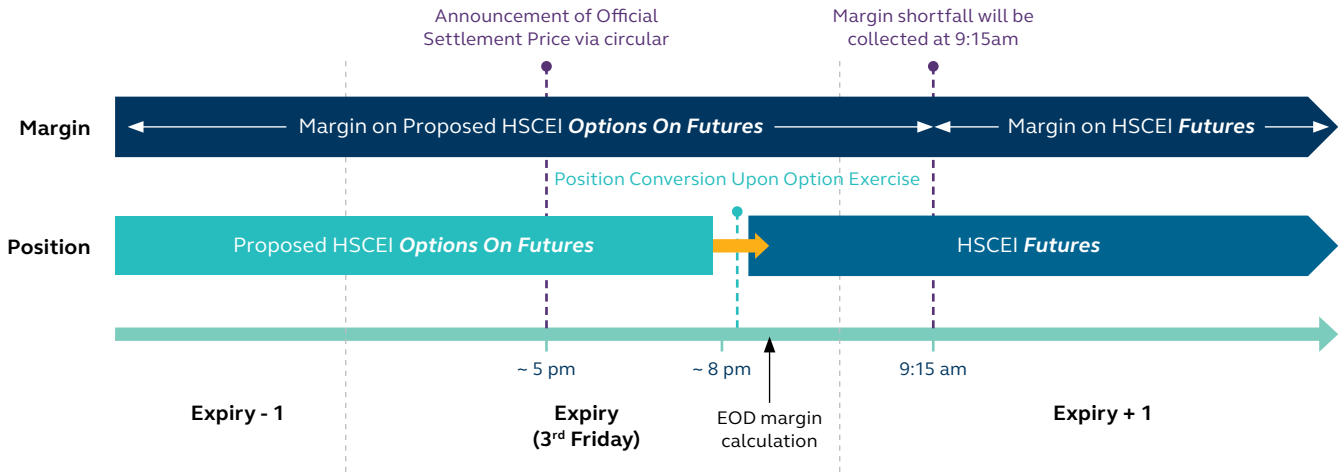 Announcement of Official
Settlement Price via circular
Margin shortfall will be
collected at 9:15am
Margin
Margin on Proposed HSCEI Options On Futures
Margin on HSCEI Futures
Position Conversion Upon Option Exercise
Position
Proposed HSCEI Options On Futures
HSCEI Futures
~ 5 pm
~ 8 pm
9:15 am
Expiry - 1
Expiry
(3rd Friday)
EOD margin
calculation
Expiry + 1